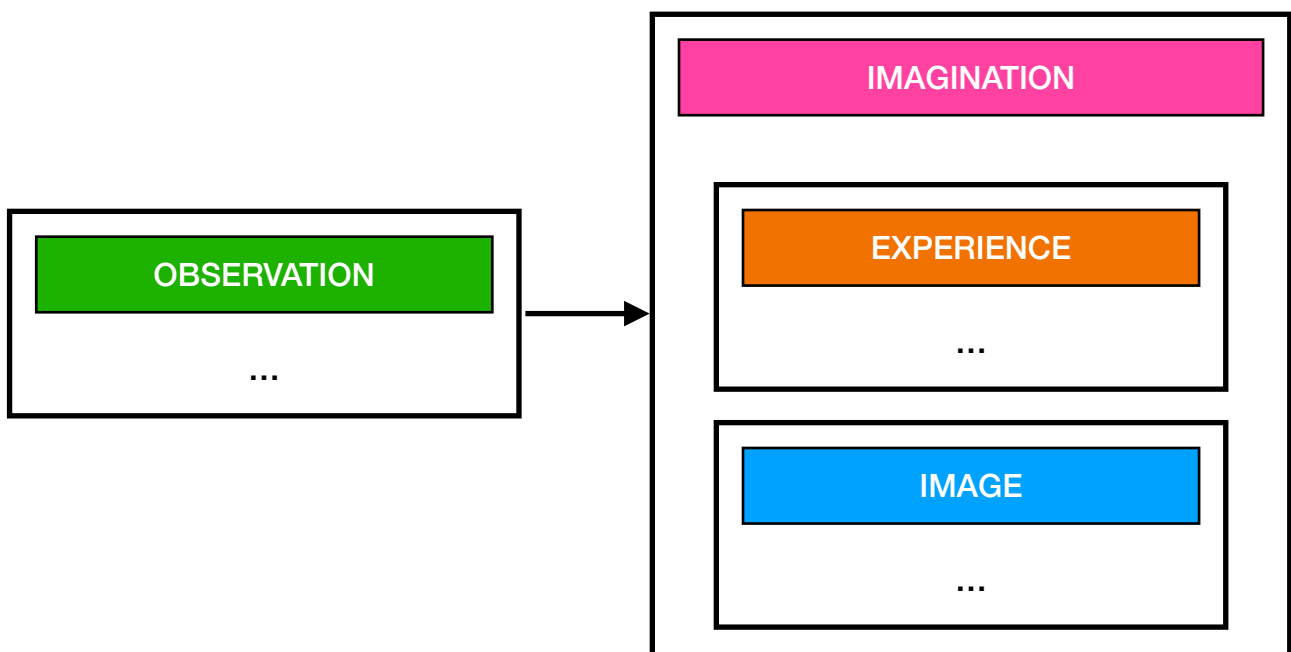 OBSERVATION
...
IMAGINATION
EXPERIENCE
...
IMAGE
...